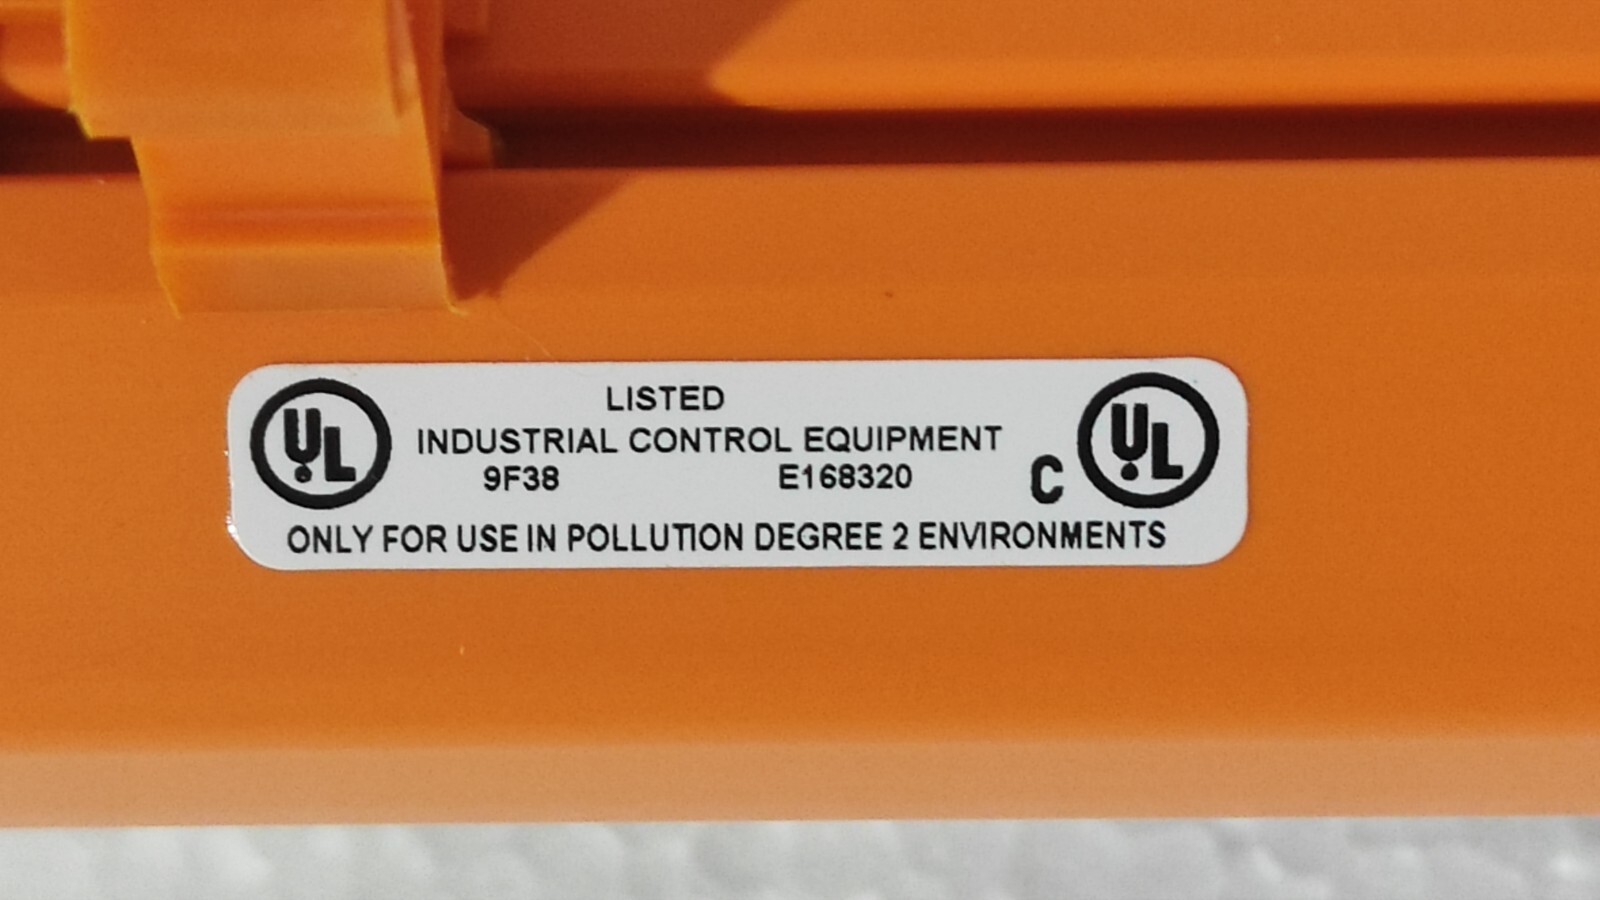 UL LISTED UL
INDUSTRIAL CONTROL EQUIPMENT
9F38 E168320 C
ONLY FOR USE IN POLLUTION DEGREE 2 ENVIRONMENTS